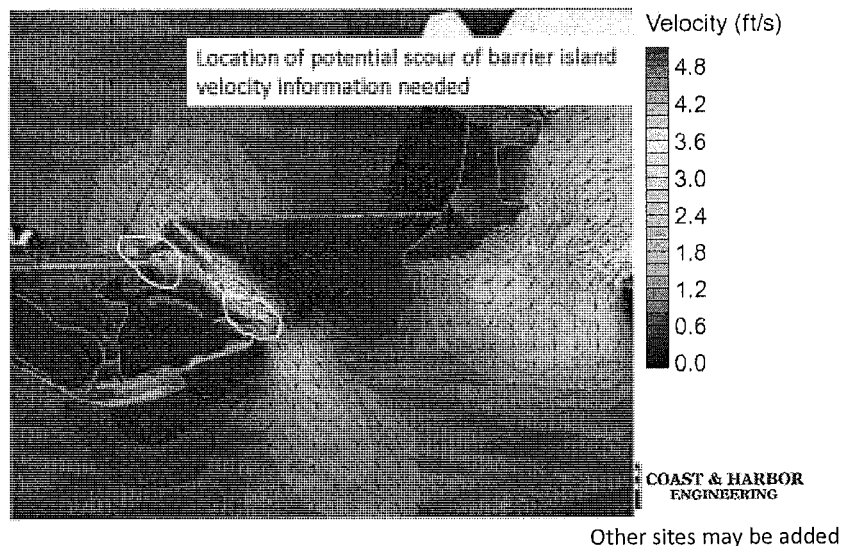 Velocity (ft/s)
Location of potential scour of barrier island
velocity information needed
4.8
4.2
3.6
3.0
2.4
1.8
1.2
0.6
0.0
COAST & HARBOR
ENGINEERING
Other sites may be added